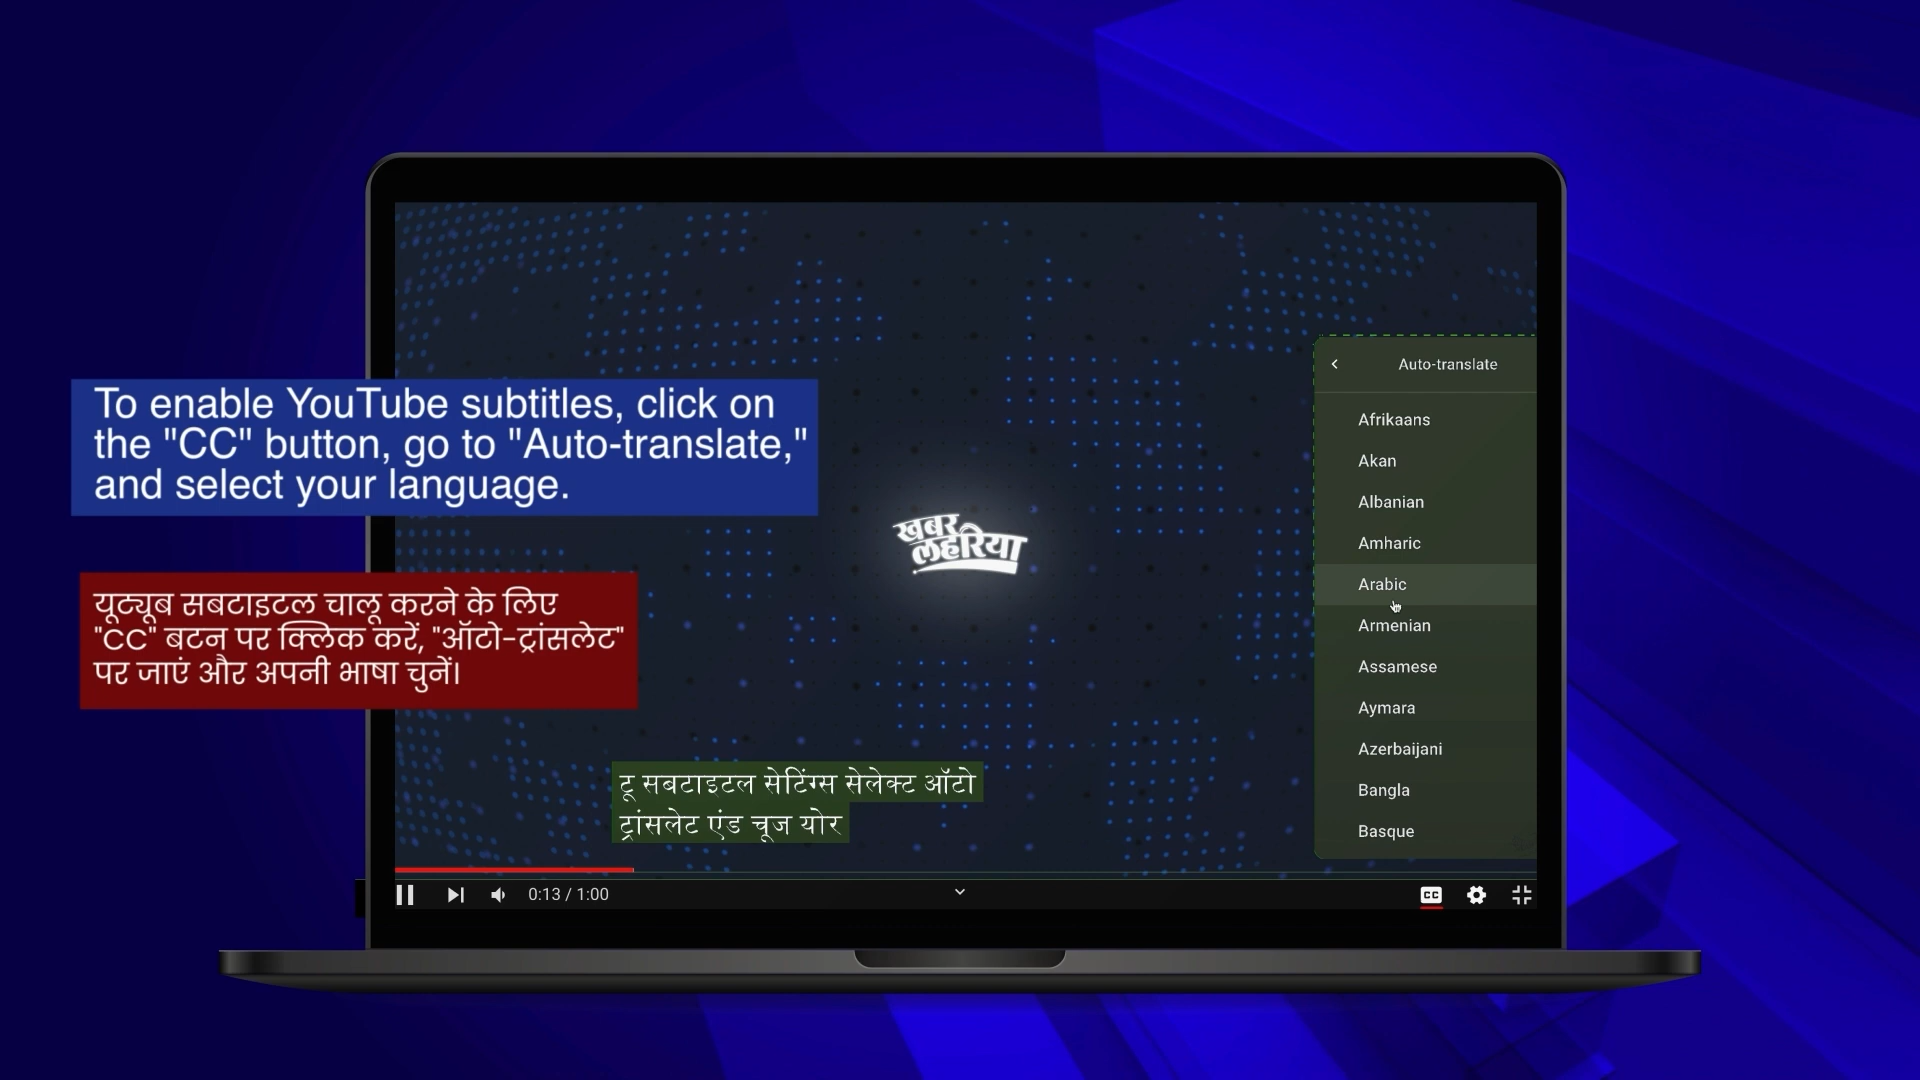 To enable YouTube subtitles, click on
the "CC" button, go to "Auto-translate,"
and select your language.
यूट्यूब सबटाइटल चालू करने के लिए
"CC" बटन पर क्लिक करें, "ऑटो-ट्रांसलेट"
पर जाएं और अपनी भाषा चुनें।
खबर
लहरिया
Auto-translate
Afrikaans
Akan
Albanian
Amharic
Arabic
Armenian
Assamese
Aymara
Azerbaijani
Bangla
Basque
टू सबटाइटल सेटिंग्स सेलेक्ट ऑटो
ट्रांसलेट एंड चूज योर
0:13 / 1:00
CC